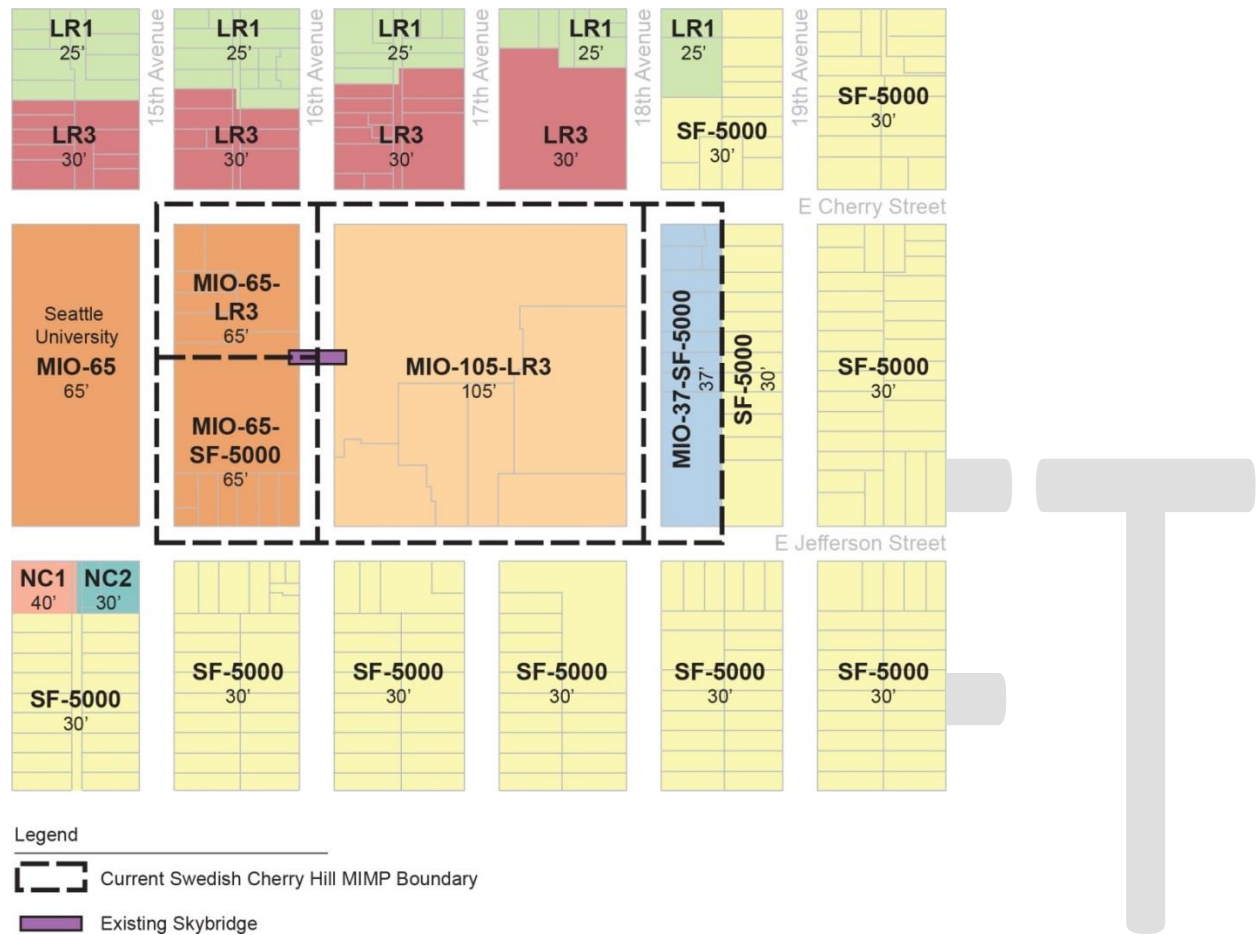 LR1
25'
LR3
30'
15th Avenue
LR1
25'
LR3
30'
16th Avenue
LR1
25'
LR3
30'
17th Avenue
LR1
25'
LR3
30'
18th Avenue
LR1
25'
SF-5000
30'
19th Avenue
SF-5000
30'
E Cherry Street
Seattle
University
MIO-65
65'
MIO-65-
LR3
65'
MIO-65-
SF-5000
65'
MIO-105-LR3
105'
MIO-37-SF-5000
37'
SF-5000
30'
SF-5000
30'
E Jefferson Street
NC1
40'
NC2
30'
SF-5000
30'
SF-5000
30'
SF-5000
30'
SF-5000
30'
SF-5000
30'
SF-5000
30'
Legend
Current Swedish Cherry Hill MIMP Boundary
Existing Skybridge